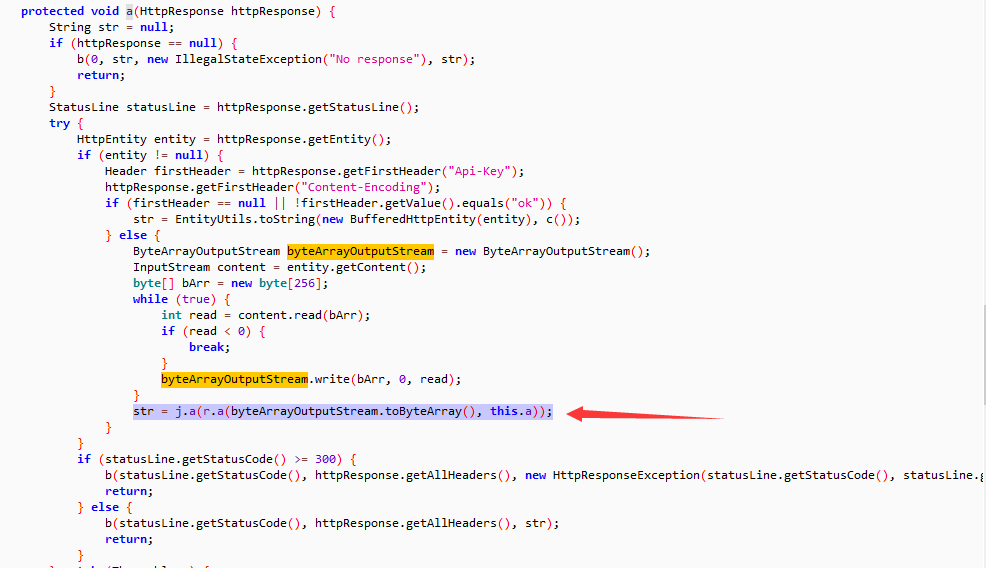 protected void a(HttpResponse httpResponse) {
String str = null;
if (httpResponse == null) {
b(0, str, new IllegalStateException("No response"), str);
return;
}
StatusLine statusLine = httpResponse.getStatusLine();
try {
HttpEntity entity = httpResponse.getEntity();
if (entity != null) {
Header firstHeader = httpResponse.getFirstHeader("Api-Key");
httpResponse.getFirstHeader("Content-Encoding");
if (firstHeader == null || !firstHeader.getValue().equals("ok")) {
str = EntityUtils.toString(new BufferedHttpEntity(entity), c());
} else {
ByteArrayOutputStream byteArrayOutputStream = new ByteArrayOutputStream();
InputStream content = entity.getContent();
byte[] bArr = new byte[256];
while (true) {
int read = content.read(bArr);
if (read < 0) {
break;
}
byteArrayOutputStream.write(bArr, 0, read);
}
str = j.a(r.a(byteArrayOutputStream.toByteArray(), this.a));
}
}
if (statusLine.getStatusCode() >= 300) {
b(statusLine.getStatusCode(), httpResponse.getAllHeaders(), new HttpResponseException(statusLine.getStatusCode(), statusLine.g
return;
} else {
b(statusLine.getStatusCode(), httpResponse.getAllHeaders(), str);
return;
}